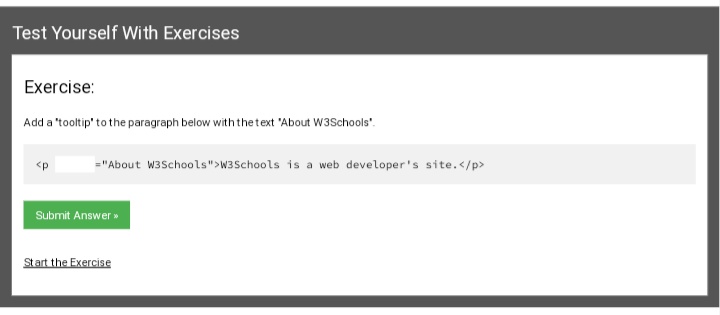 Test Yourself With Exercises
Exercise:
Add a "tooltip" to the paragraph below with the text "About W3Schools".
<p      ="About W3Schools">W3Schools is a web developer's site.</p>
Submit Answer »
Start the Exercise